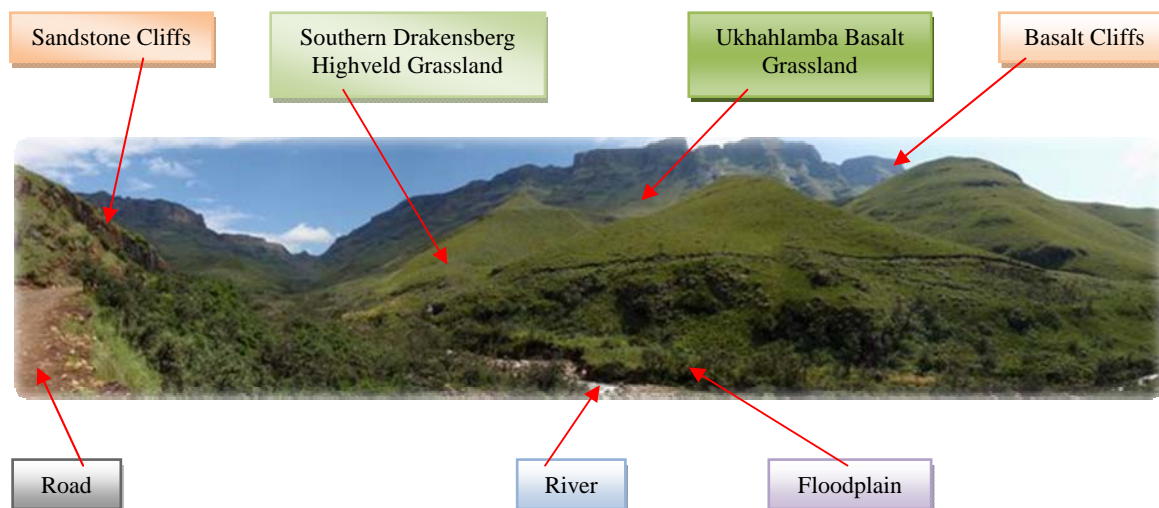 Sandstone Cliffs
Southern Drakensberg
Highveld Grassland
Ukhahlamba Basalt
Grassland
Basalt Cliffs
Road
River
Floodplain